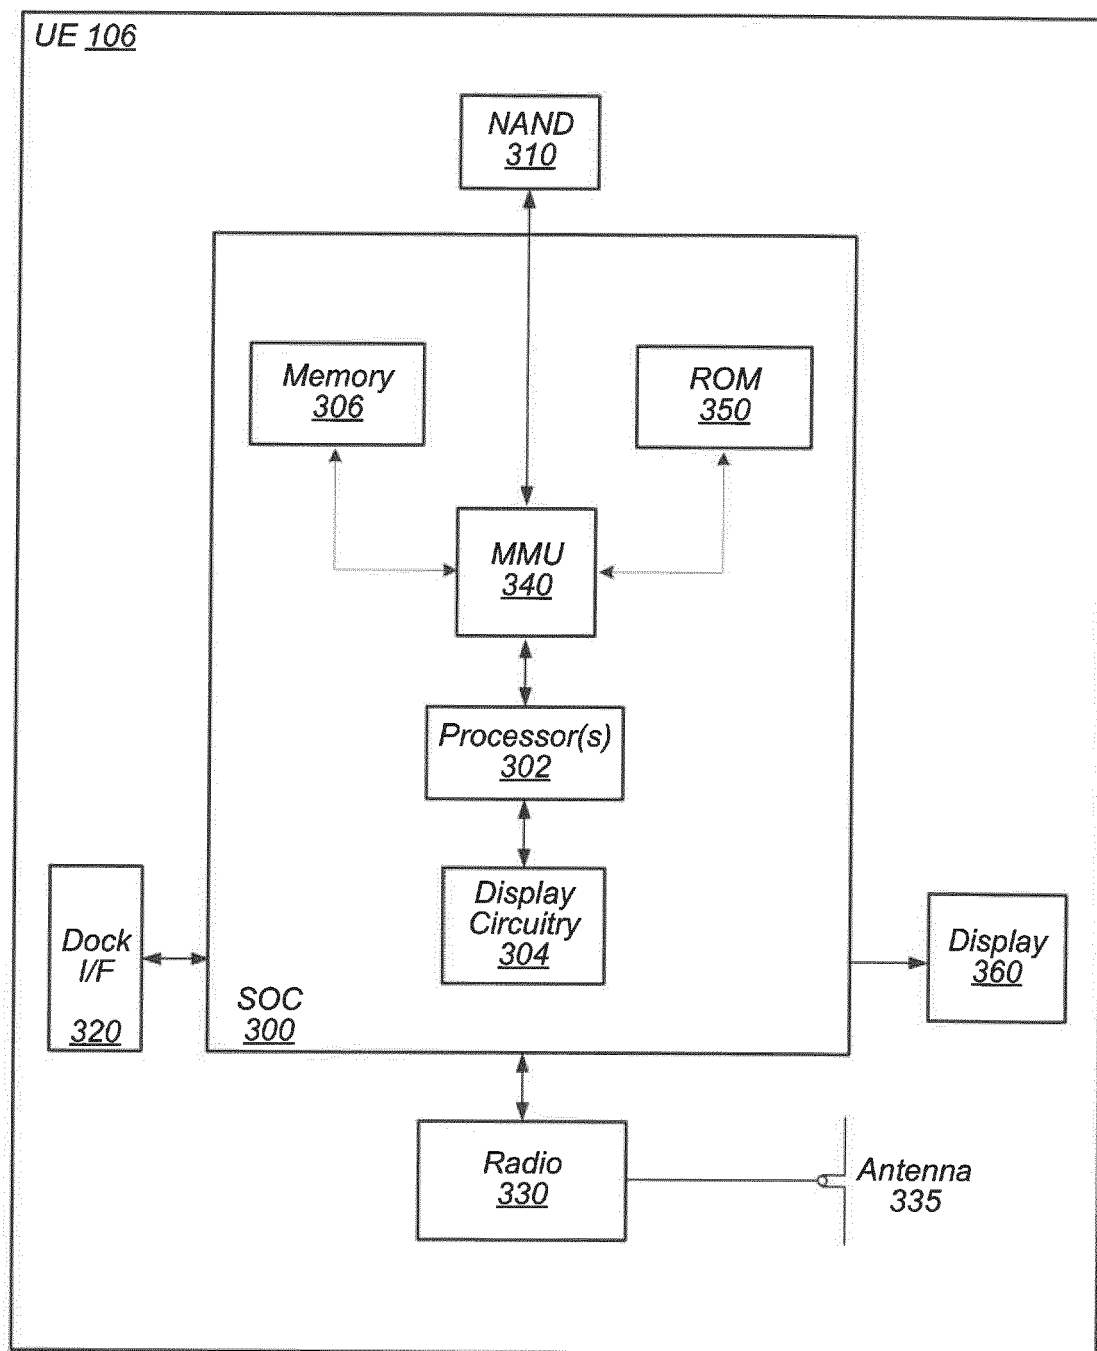 UE 106
NAND
310
Memory
306
ROM
350
MMU
340
Processor(s)
302
Display
Circuitry
304
Dock
I/F
320
SOC
300
Display
360
Radio
330
Antenna
335